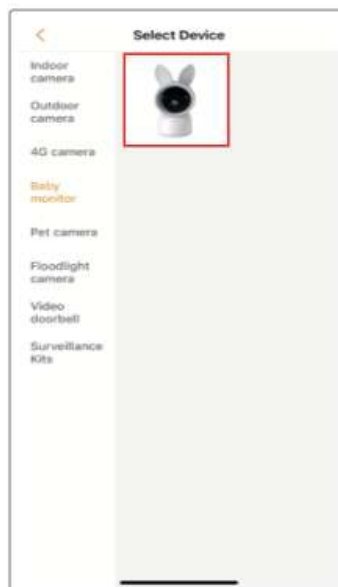 Select Device
Indoor
camera
Outdoor
camera
4G camera
Baby
monitor
Pet camera
Floodlight
camera
Video
doorbell
Surveillance
Kits